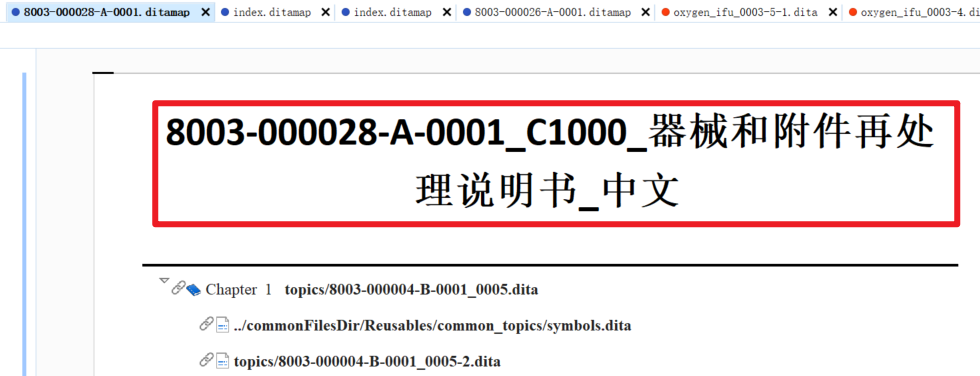 8003-000028-A-0001.ditamap index.ditamap index.ditamap 8003-000026-A-0001.ditamap oxygen_ifu_0003-5-1.dita oxygen_ifu_0003-4.di
8003-000028-A-0001_C1000_器械和附件再处
理说明书_中文
Chapter 1 topics/8003-000004-B-0001_0005.dita
../commonFilesDir/Reusables/common_topics/symbols.dita
topics/8003-000004-B-0001_0005-2.dita